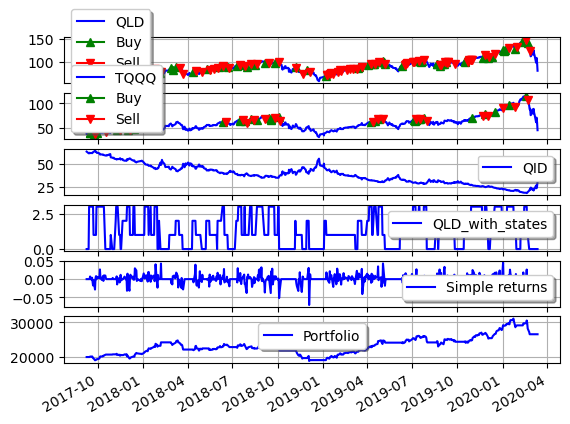 QLD
Buy
Sell
150
100
TQQQ
Buy
Sell
100
50
QID
50
25
QLD_with_states
2.5
0.0
Simple returns
0.05
0.00
−0.05
Portfolio
30000
20000
2017-10 2018-01 2018-04 2018-07 2018-10 2019-01 2019-04 2019-07 2019-10 2020-01 2020-04